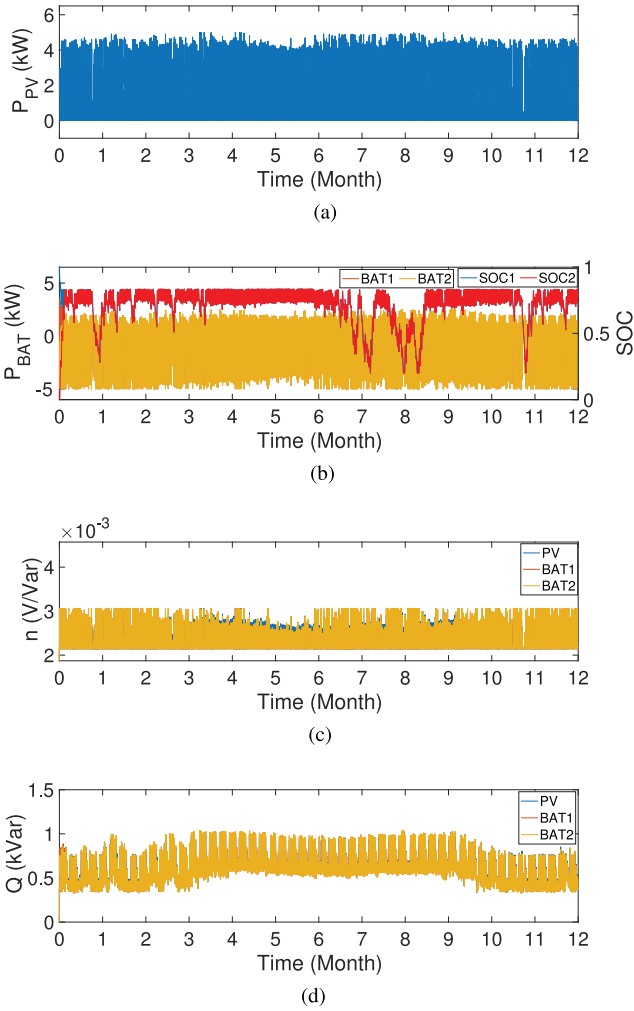 6
4
2
0
P_PV (kW)
0 1 2 3 4 5 6 7 8 9 10 11 12
Time (Month)
(a)
5
0
-5
P_BAT (kW)
BAT1 BAT2 SOC1 SOC2
1
0.5
0
SOC
0 1 2 3 4 5 6 7 8 9 10 11 12
Time (Month)
(b)
×10⁻³
4
3
2
n (V/Var)
PV
BAT1
BAT2
0 1 2 3 4 5 6 7 8 9 10 11 12
Time (Month)
(c)
1.5
1
0.5
0
Q (kVar)
PV
BAT1
BAT2
0 1 2 3 4 5 6 7 8 9 10 11 12
Time (Month)
(d)